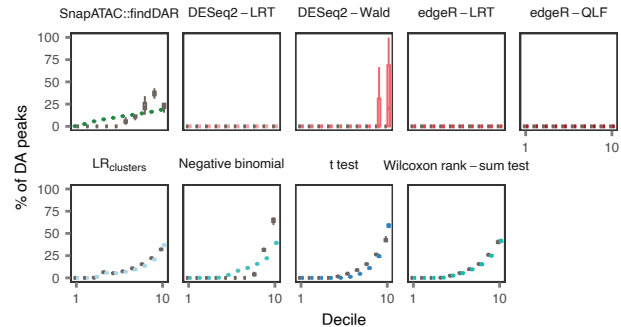 SnapATAC::findDAR DESeq2–LRT DESeq2–Wald edgeR–LRT edgeR–QLF
100
75
50
25
0
1 10
% of DA peaks
LRclusters Negative binomial t test Wilcoxon rank–sum test
100
75
50
25
0
1 10 1 10 1 10 1 10
Decile